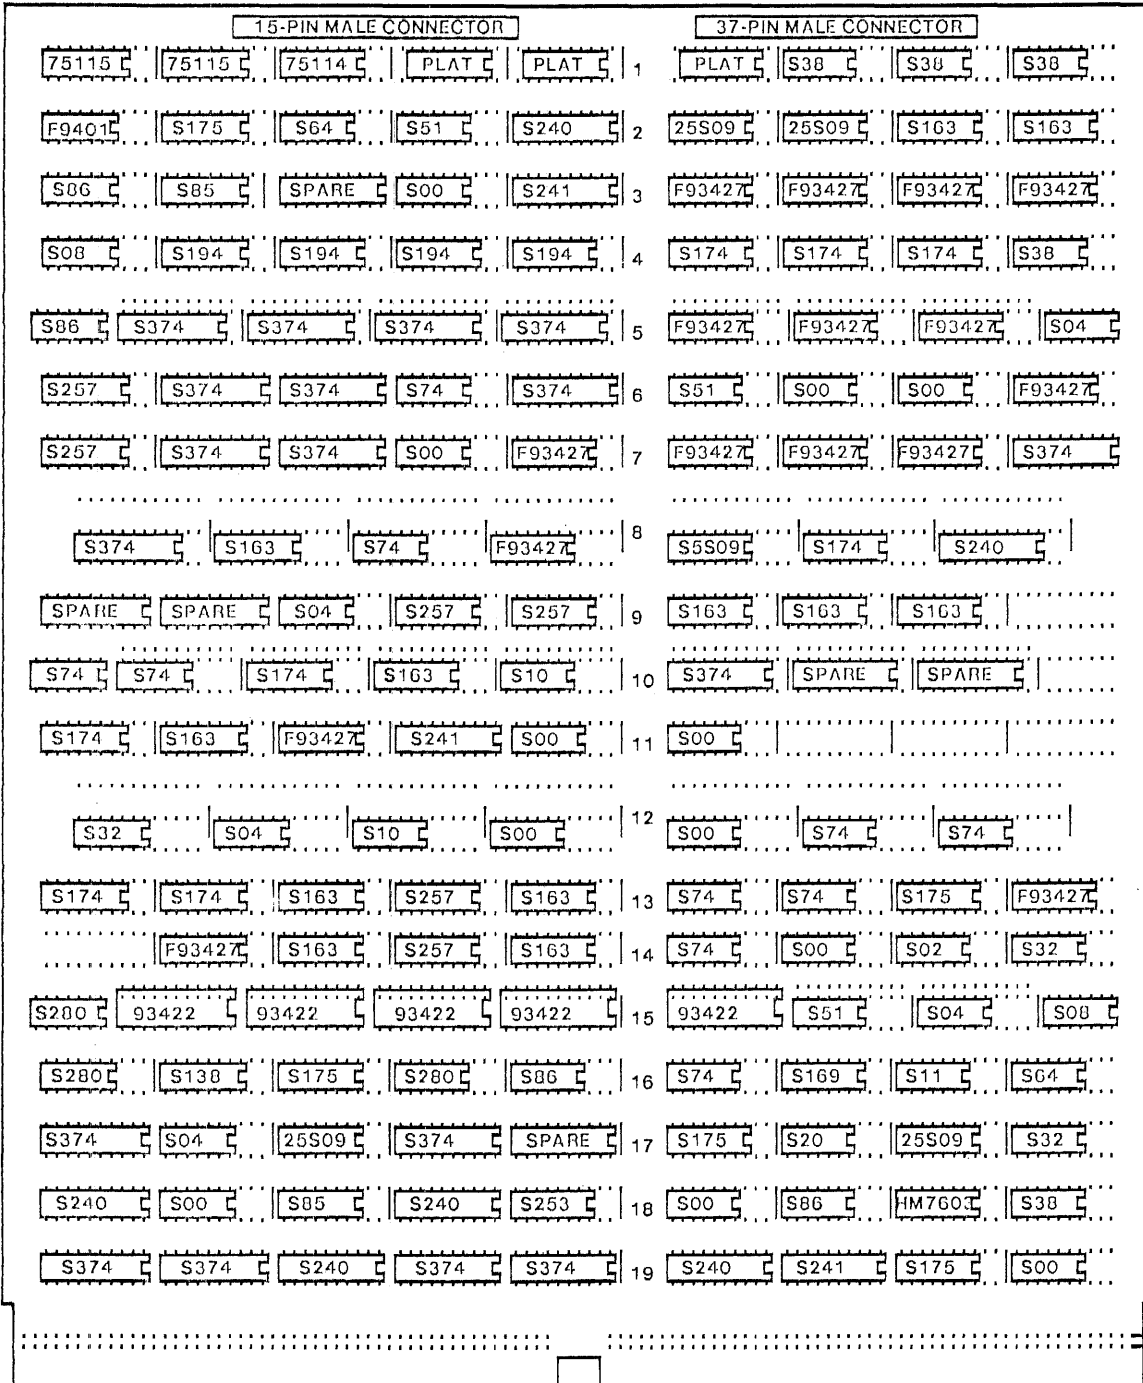 15-PIN MALE CONNECTOR 37-PIN MALE CONNECTOR
75115 75115 75114 PLAT PLAT 1 PLAT S38 S38 S38
F9401 S175 S64 S51 S240 2 25S09 25S09 S163 S163
S86 S85 SPARE S00 S241 3 F93427 F93427 F93427 F93427
S08 S194 S194 S194 S194 4 S174 S174 S174 S38
S86 S374 S374 S374 S374 5 F93427 F93427 F93427 S04
S257 S374 S374 S74 S374 6 S51 S00 S00 F93427
S257 S374 S374 S00 F93427 7 F93427 F93427 F93427 S374
S374 S163 S74 F93427 8 S5S09 S174 S240
SPARE SPARE S04 S257 S257 9 S163 S163 S163
S74 S74 S174 S163 S10 10 S374 SPARE SPARE
S174 S163 F93427 S241 S00 11 S00
S32 S04 S10 S00 12 S00 S74 S74
S174 S174 S163 S257 S163 13 S74 S74 S175 F93427
F93427 S163 S257 S163 14 S74 S00 S02 S32
S280 93422 93422 93422 93422 15 93422 S51 S04 S08
S280 S138 S175 S280 S86 16 S74 S169 S11 S64
S374 S04 25S09 S374 SPARE 17 S175 S20 25S09 S32
S240 S00 S85 S240 S253 18 S00 S86 HM7603 S38
S374 S374 S240 S374 S374 19 S240 S241 S175 S00